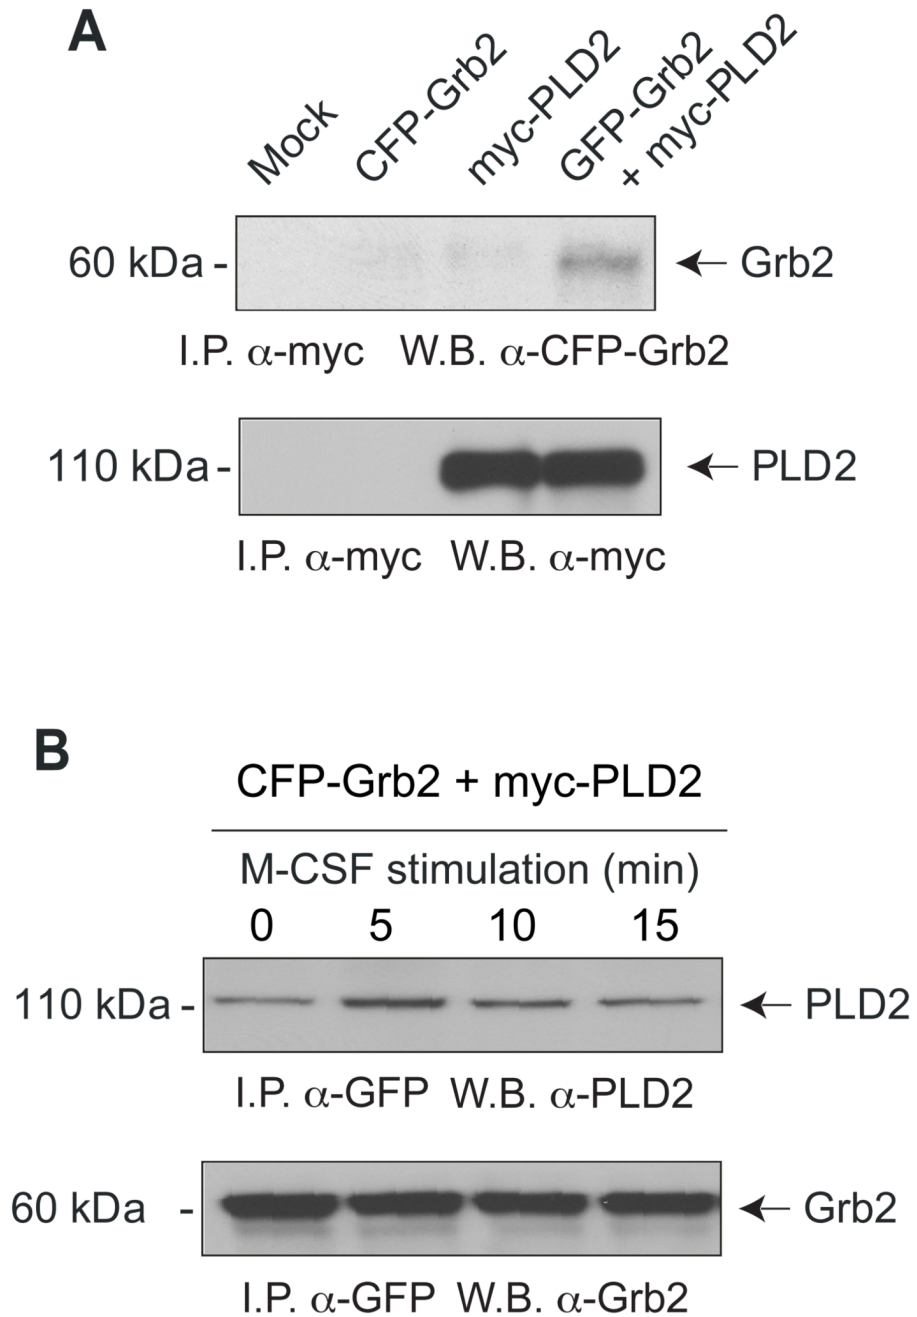 A
Mock
CFP-Grb2
myc-PLD2
GFP-Grb2
+ myc-PLD2
60 kDa - Grb2
I.P. α-myc W.B. α-CFP-Grb2
110 kDa - PLD2
I.P. α-myc W.B. α-myc
B
CFP-Grb2 + myc-PLD2
M-CSF stimulation (min)
0 5 10 15
110 kDa - PLD2
I.P. α-GFP W.B. α-PLD2
60 kDa - Grb2
I.P. α-GFP W.B. α-Grb2